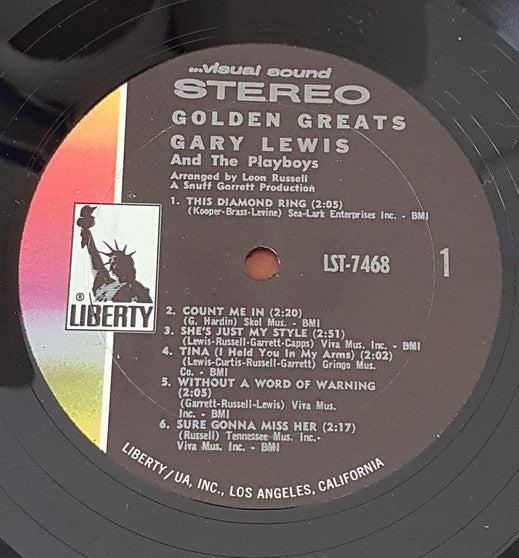 ...visual sound
STEREO
GOLDEN GREATS
GARY LEWIS
And The Playboys
Arranged by Leon Russell
A Snuff Garrett Production
1. THIS DIAMOND RING (2:05)
(Kooper-Brass-Levine) Sea-Lark Enterprises Inc. - BMI
LST-7468
1
® LIBERTY
2. COUNT ME IN (2:20)
(G. Hardin) Skol Mus. - BMI
3. SHE'S JUST MY STYLE (2:51)
(Lewis-Russell-Garrett-Capps) Viva Mus. Inc. - BMI
4. TINA (I Held You In My Arms) (2:02)
(Lewis-Curtis-Russell-Garrett) Gringo Mus.
Co. - BMI
5. WITHOUT A WORD OF WARNING
(2:05)
(Garrett-Russell-Lewis) Viva Mus.
Inc. - BMI
6. SURE GONNA MISS HER (2:17)
(Russell) Tennessee Mus. Inc.-
Viva Mus. Inc. - BMI
LIBERTY/UA, INC., LOS ANGELES, CALIFORNIA